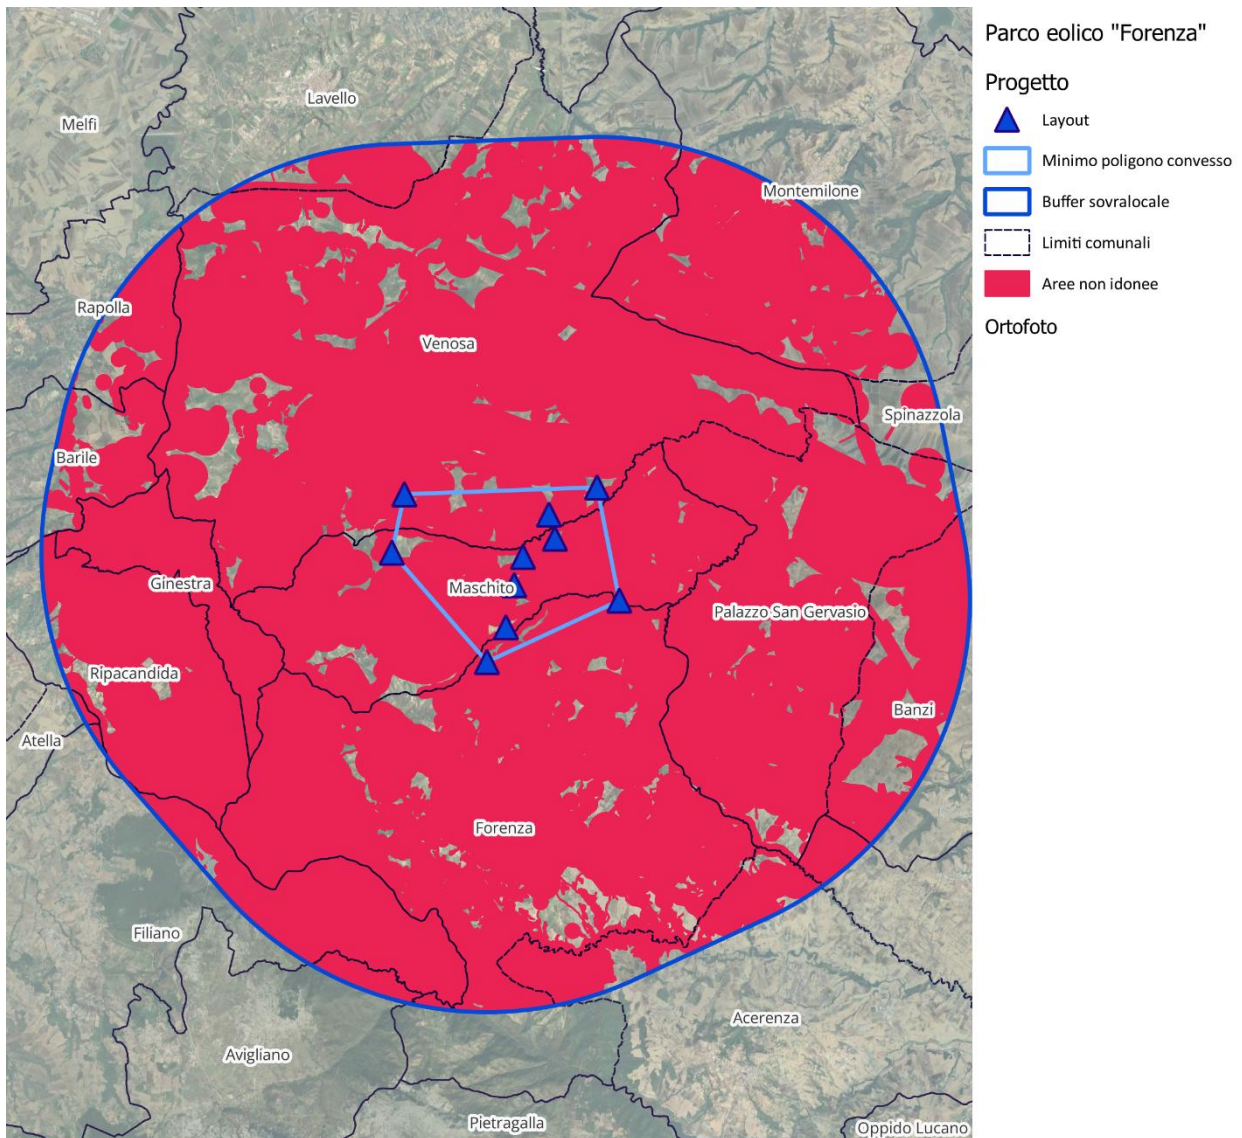 Parco eolico "Forenza"
Progetto
Layout
Minimo poligono convesso
Buffer sovralocale
Limiti comunali
Aree non idonee
Ortofoto
Lavello
Melfi
Montemilone
Rapolla
Venosa
Spinazzola
Barile
Ginestra
Maschito
Palazzo San Gervasio
Ripacandida
Banzi
Atella
Forenza
Filiano
Acerenza
Avigliano
Pietragalla
Oppido Lucano